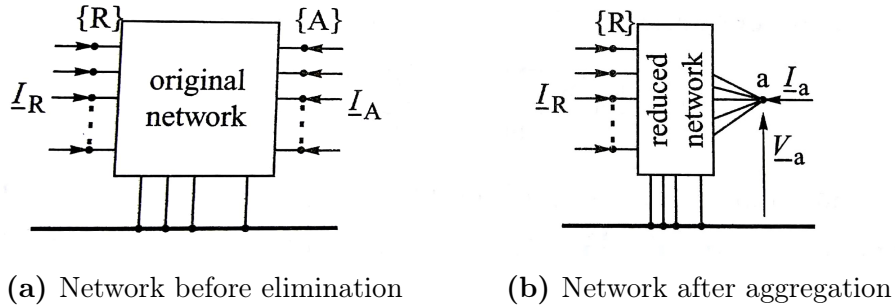 {R}
{A}
original
network
I_R
I_A
(a) Network before elimination
{R}
reduced
network
a
I_a
I_R
V_a
(b) Network after aggregation